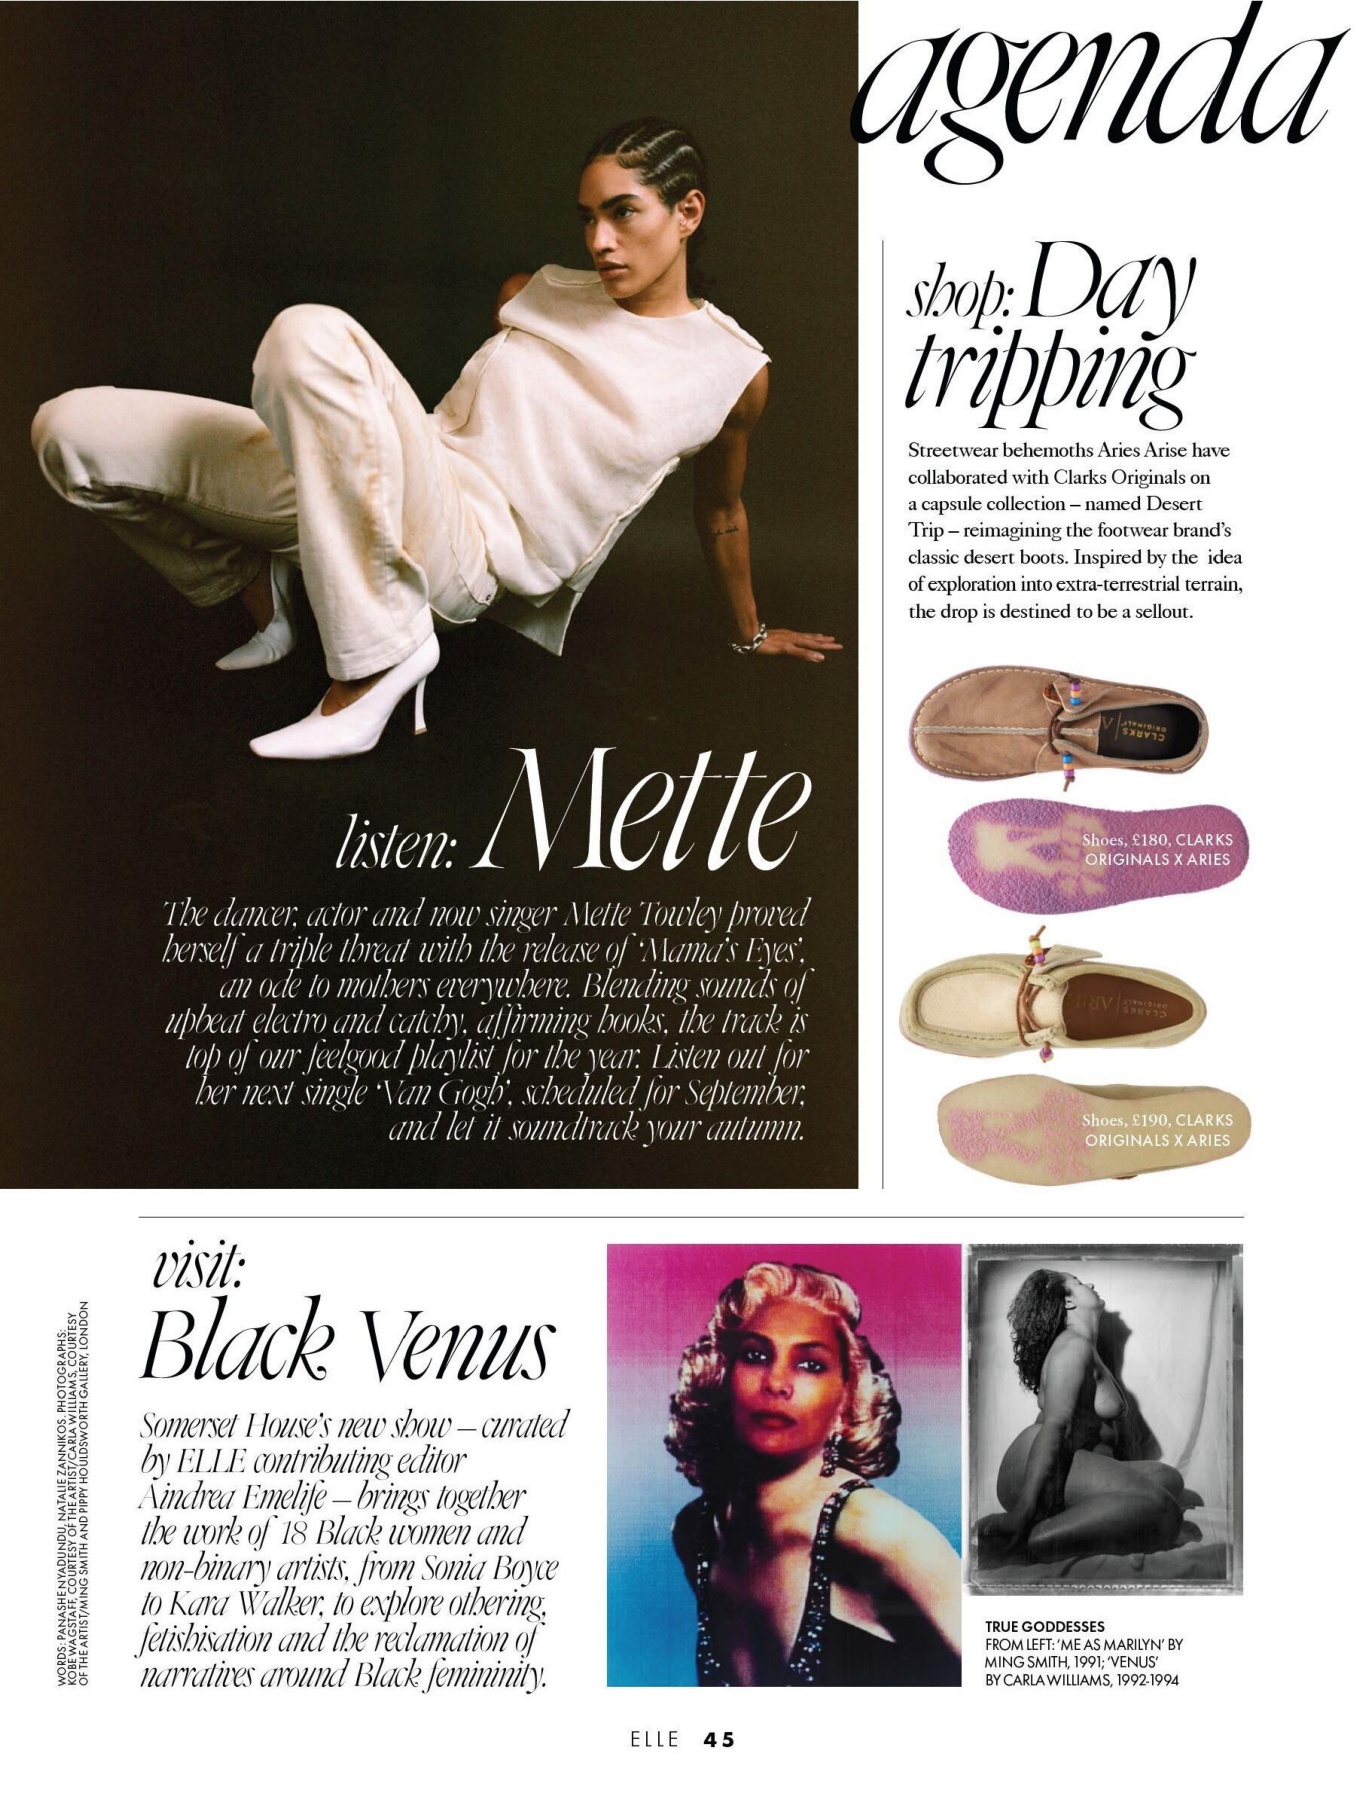 agenda
listen: Mette
The dancer, actor and now singer Mette Towley proved
herself a triple threat with the release of ‘Mama’s Eyes’,
an ode to mothers everywhere. Blending sounds of
upbeat electro and catchy, affirming hooks, the track is
top of our feelgood playlist for the year. Listen out for
her next single ‘Van Gogh’, scheduled for September,
and let it soundtrack your autumn.
shop: Day
tripping
Streetwear behemoths Aries Arise have
collaborated with Clarks Originals on
a capsule collection – named Desert
Trip – reimagining the footwear brand’s
classic desert boots. Inspired by the idea
of exploration into extra-terrestrial terrain,
the drop is destined to be a sellout.
CLARKS
ORIGINALS
Shoes, £180, CLARKS
ORIGINALS X ARIES
CLARKS
ORIGINALS
Shoes, £190, CLARKS
ORIGINALS X ARIES
visit:
Black Venus
Somerset House’s new show – curated
by ELLE contributing editor
Aindrea Emelife – brings together
the work of 18 Black women and
non-binary artists, from Sonia Boyce
to Kara Walker, to explore othering,
fetishisation and the reclamation of
narratives around Black femininity.
TRUE GODDESSES
FROM LEFT: ‘ME AS MARILYN’ BY
MING SMITH, 1991; ‘VENUS’
BY CARLA WILLIAMS, 1992-1994
WORDS: PANASHE NYADUNDU, NATALIE ZANNIKOS. PHOTOGRAPHS:
KOBE WAGSTAFF, COURTESY OF THE ARTIST/CARLA WILLIAMS, COURTESY
OF THE ARTIST/MING SMITH AND PIPPY HOULDSWORTH GALLERY, LONDON
ELLE 45